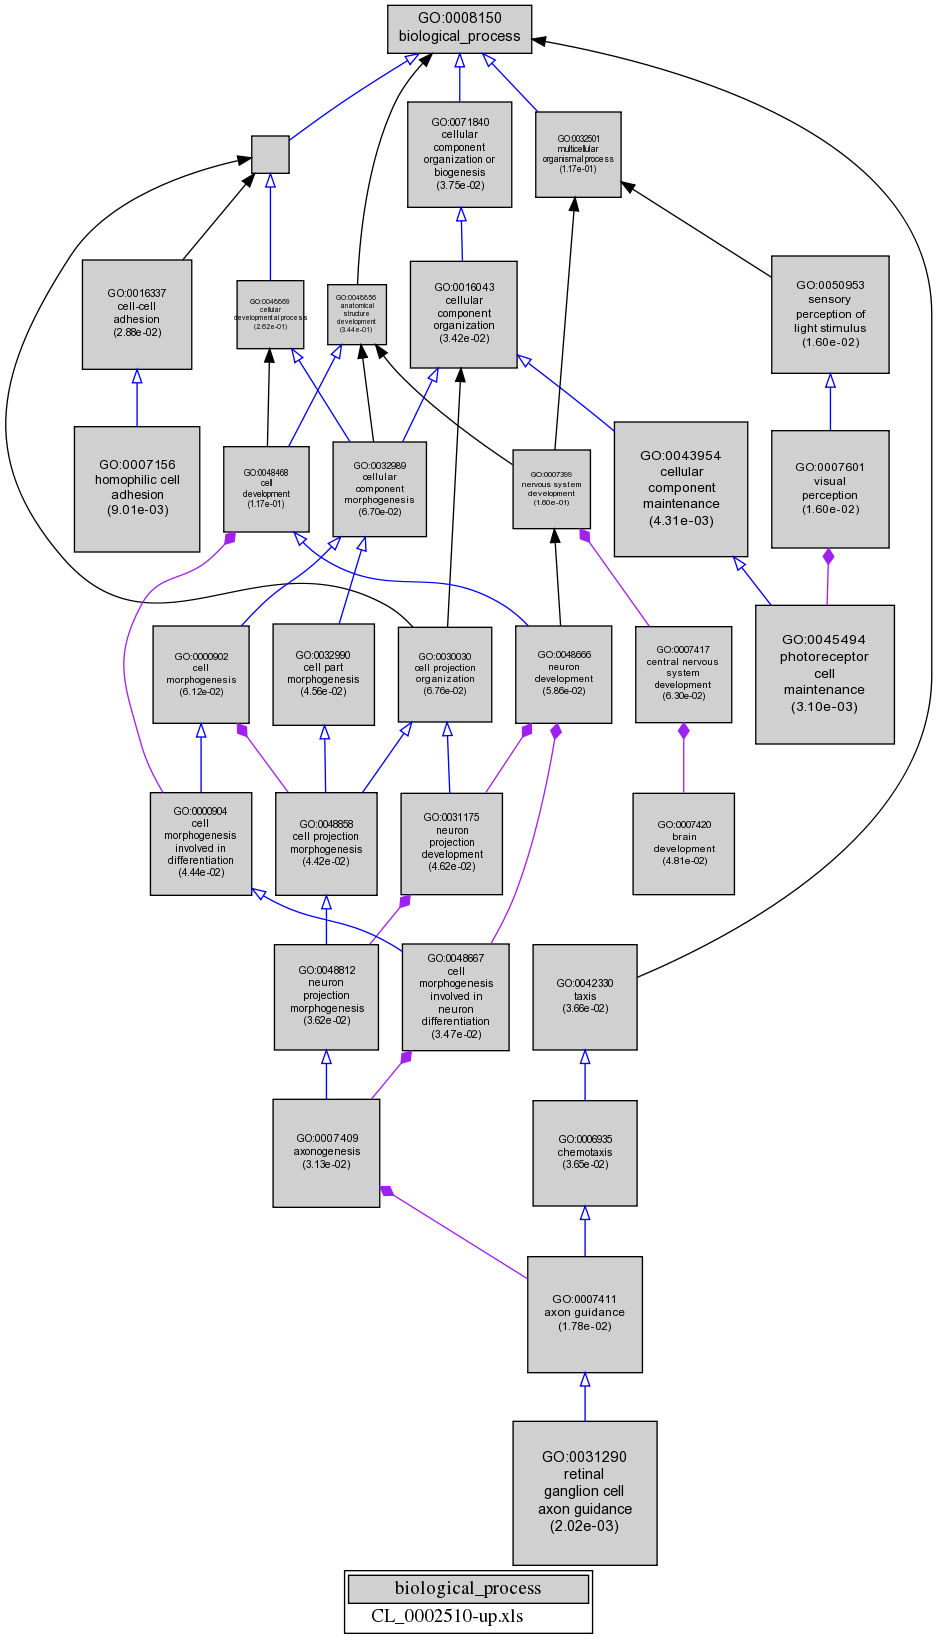 GO:0008150
biological_process
GO:0071840
cellular
component
organization or
biogenesis
(3.75e-02)
GO:0032501
multicellular
organismal process
(1.17e-01)
GO:0016337
cell-cell
adhesion
(2.88e-02)
GO:0048869
cellular
developmental process
(2.62e-01)
GO:0048856
anatomical
structure
development
(3.44e-01)
GO:0016043
cellular
component
organization
(3.42e-02)
GO:0050953
sensory
perception of
light stimulus
(1.60e-02)
GO:0007156
homophilic cell
adhesion
(9.01e-03)
GO:0048468
cell
development
(1.17e-01)
GO:0032989
cellular
component
morphogenesis
(6.70e-02)
GO:0007399
nervous system
development
(1.60e-01)
GO:0043954
cellular
component
maintenance
(4.31e-03)
GO:0007601
visual
perception
(1.60e-02)
GO:0000902
cell
morphogenesis
(6.12e-02)
GO:0032990
cell part
morphogenesis
(4.56e-02)
GO:0030030
cell projection
organization
(6.76e-02)
GO:0048666
neuron
development
(5.86e-02)
GO:0007417
central nervous
system
development
(6.30e-02)
GO:0045494
photoreceptor
cell
maintenance
(3.10e-03)
GO:0000904
cell
morphogenesis
involved in
differentiation
(4.44e-02)
GO:0048858
cell projection
morphogenesis
(4.42e-02)
GO:0031175
neuron
projection
development
(4.62e-02)
GO:0007420
brain
development
(4.81e-02)
GO:0048812
neuron
projection
morphogenesis
(3.62e-02)
GO:0048667
cell
morphogenesis
involved in
neuron
differentiation
(3.47e-02)
GO:0042330
taxis
(3.66e-02)
GO:0007409
axonogenesis
(3.13e-02)
GO:0006935
chemotaxis
(3.65e-02)
GO:0007411
axon guidance
(1.78e-02)
GO:0031290
retinal
ganglion cell
axon guidance
(2.02e-03)
biological_process
CL_0002510-up.xls